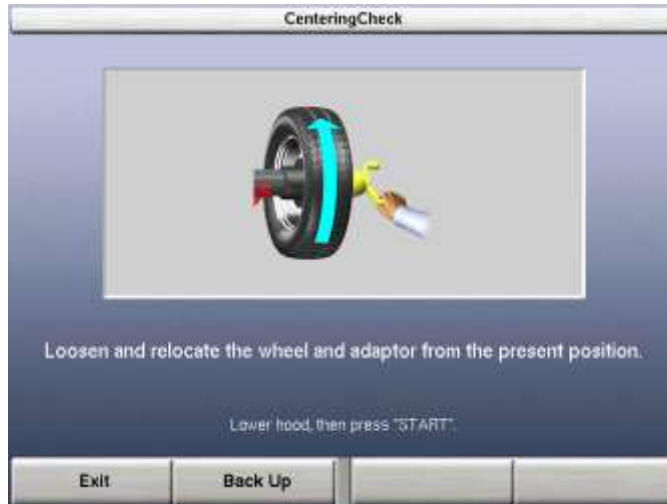 CenteringCheck
Loosen and relocate the wheel and adaptor from the present position.
Lower hood, then press "START".
Exit
Back Up